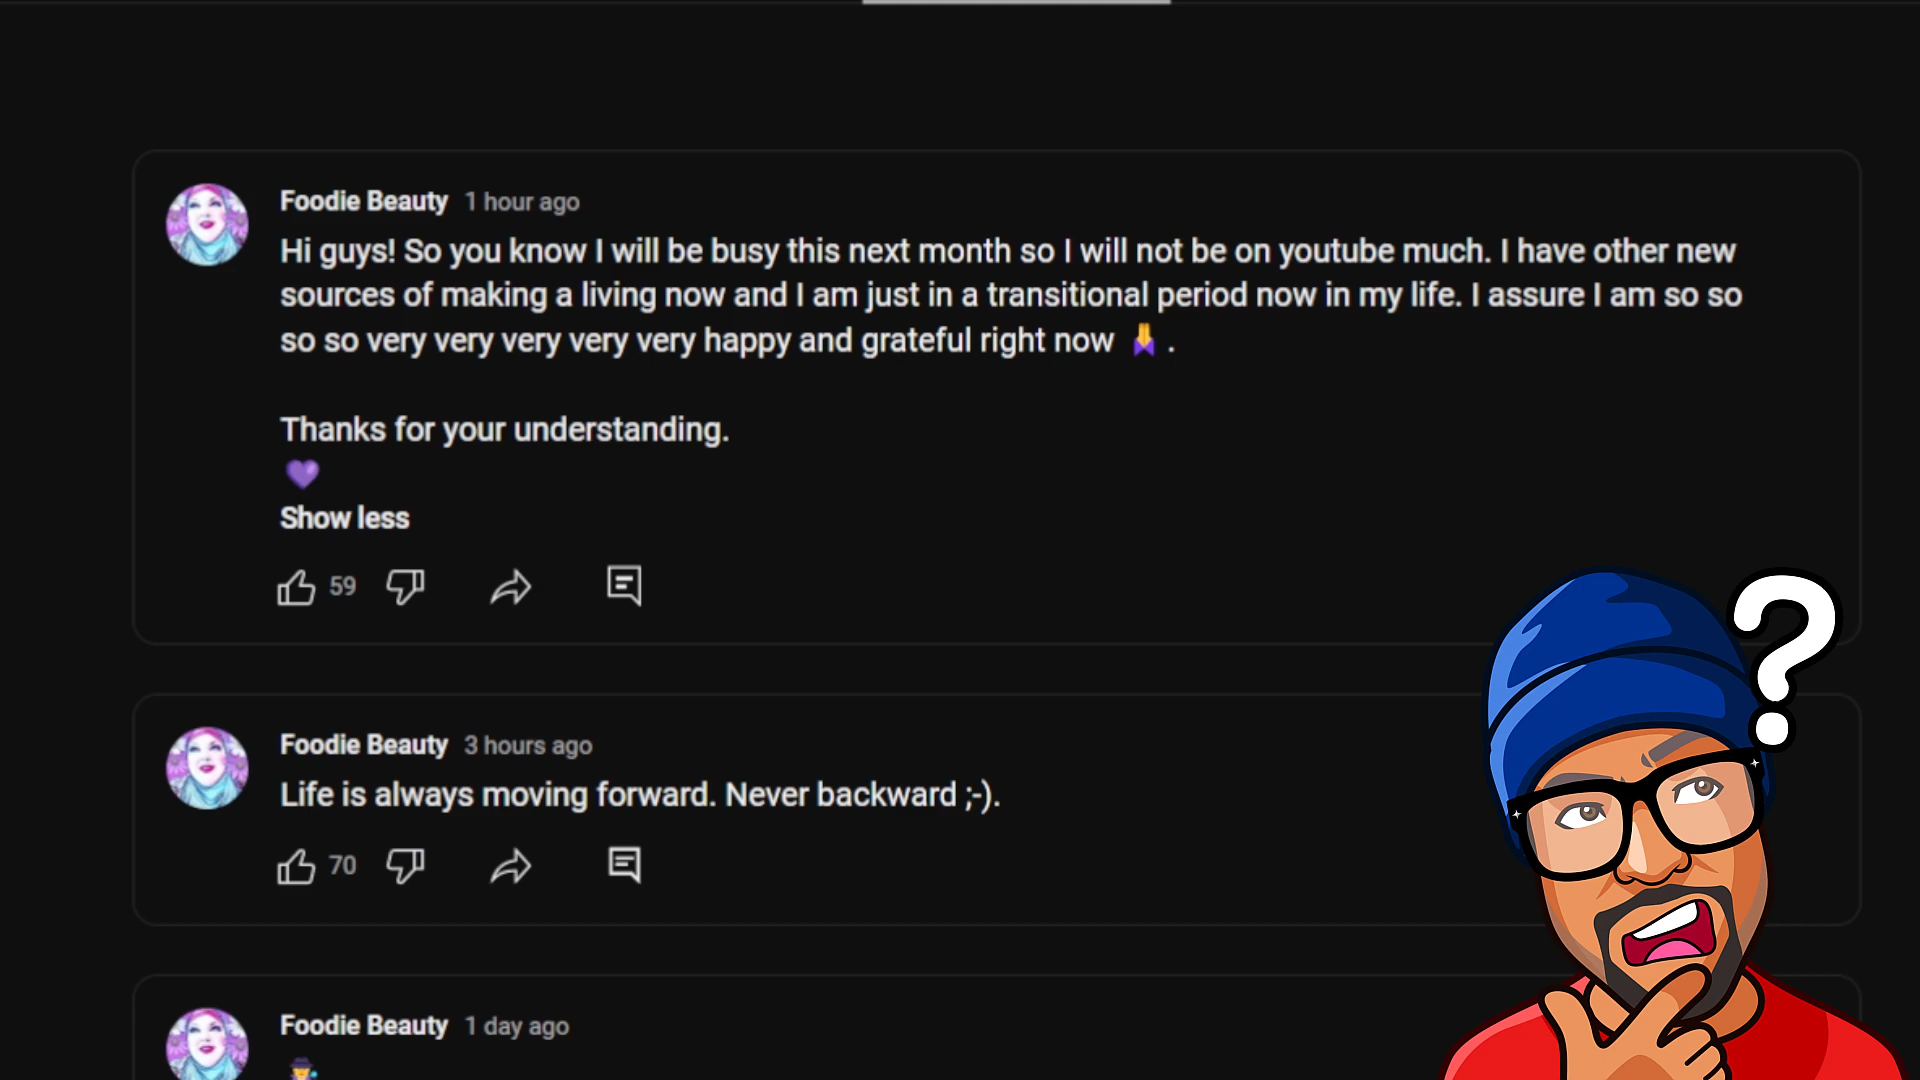 Foodie Beauty 1 hour ago
Hi guys! So you know I will be busy this next month so I will not be on youtube much. I have other new
sources of making a living now and I am just in a transitional period now in my life. I assure I am so so
so so very very very very very happy and grateful right now 🙏 .
Thanks for your understanding.
💜
Show less
59
Foodie Beauty 3 hours ago
Life is always moving forward. Never backward ;-).
70
Foodie Beauty 1 day ago
?